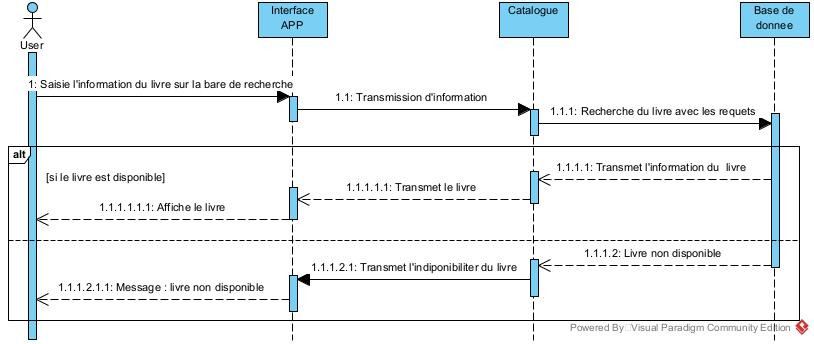 Interface
APP
Catalogue
Base de
donnee
User
1: Saisie l'information du livre sur la bare de recherche
1.1: Transmission d'information
1.1.1: Recherche du livre avec les requets
alt
[si le livre est disponible]
1.1.1.1: Transmet l'information du livre
1.1.1.1.1: Transmet le livre
1.1.1.1.1.1: Affiche le livre
1.1.1.2: Livre non disponible
1.1.1.2.1: Transmet l'indiponibiliter du livre
1.1.1.2.1.1: Message : livre non disponible
Powered By Visual Paradigm Community Edition